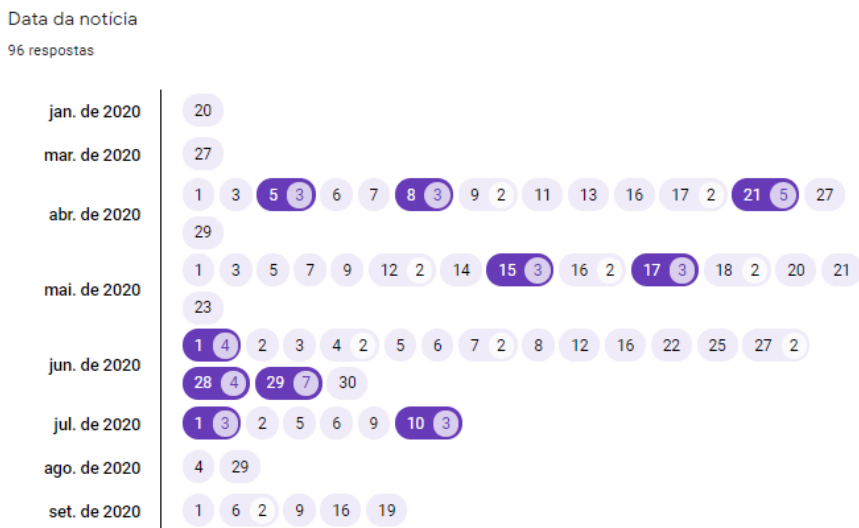 Data da notícia
96 respostas
jan. de 2020 20
mar. de 2020 27
abr. de 2020 1 3 5 3 6 7 8 3 9 2 11 13 16 17 2 21 5 27
29
mai. de 2020 1 3 5 7 9 12 2 14 15 3 16 2 17 3 18 2 20 21
23
jun. de 2020 1 4 2 3 4 2 5 6 7 2 8 12 16 22 25 27 2
28 4 29 7 30
jul. de 2020 1 3 2 5 6 9 10 3
ago. de 2020 4 29
set. de 2020 1 6 2 9 16 19